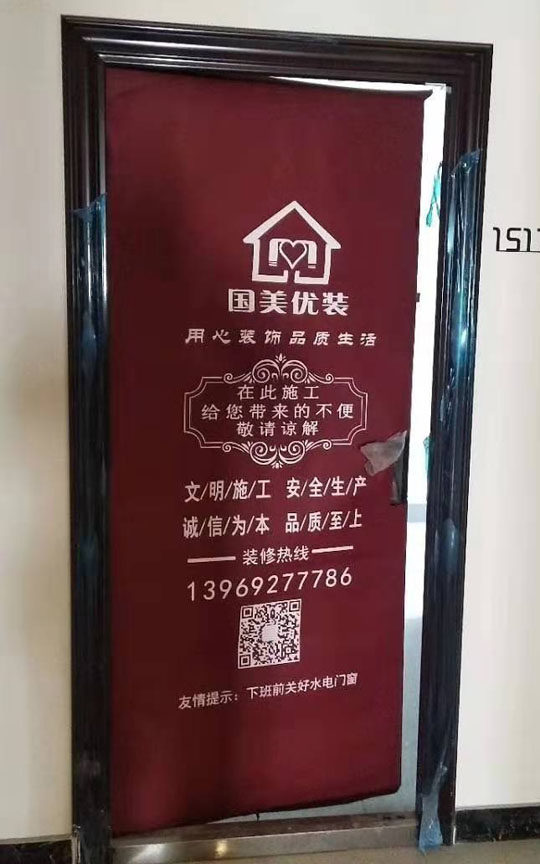 国美优装
用心装饰品质生活
在此施工
给您带来的不便
敬请谅解
文/明/施/工 安/全/生/产
诚/信/为/本 品/质/至/上
装修热线
13969277786
友情提示：下班前关好水电门窗